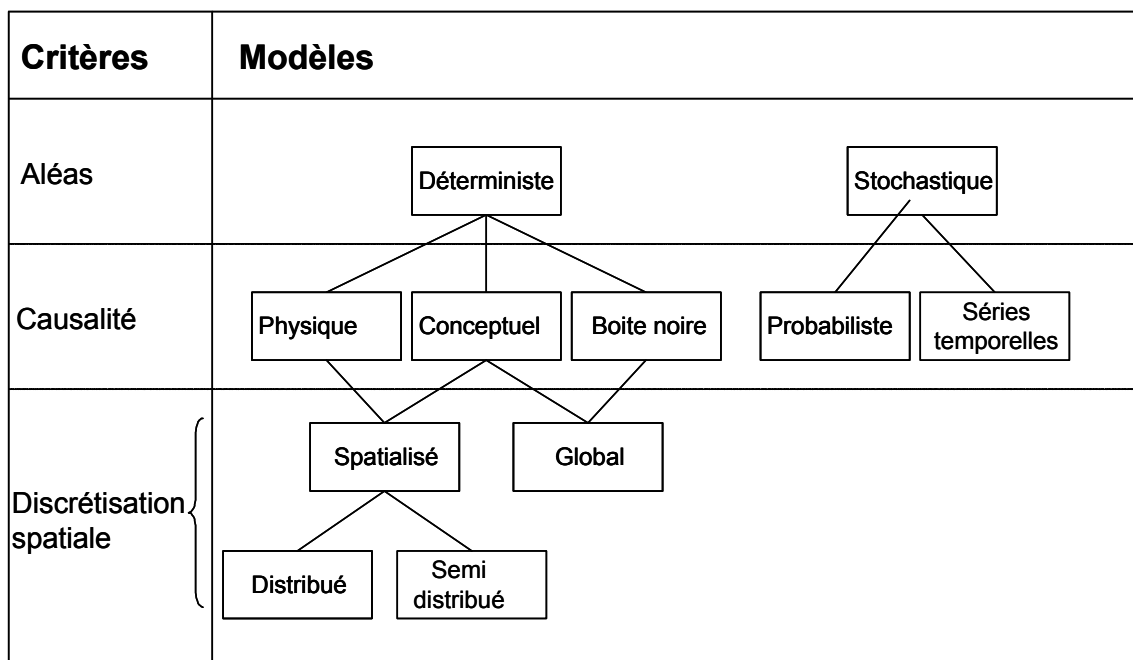 Critères
Modèles
Aléas
Déterministe
Stochastique
Causalité
Physique
Conceptuel
Boite noire
Probabiliste
Séries
temporelles
Discrétisation
spatiale
Spatialisé
Global
Distribué
Semi
distribué